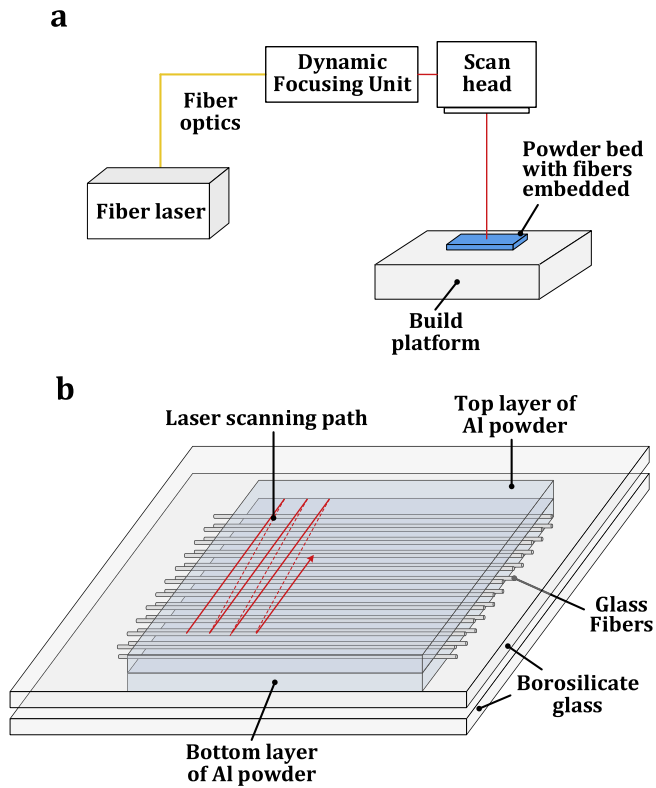 a
Dynamic
Focusing Unit
Scan
head
Fiber
optics
Fiber laser
Powder bed
with fibers
embedded
Build
platform
b
Laser scanning path
Top layer of
Al powder
Glass
Fibers
Borosilicate
glass
Bottom layer
of Al powder